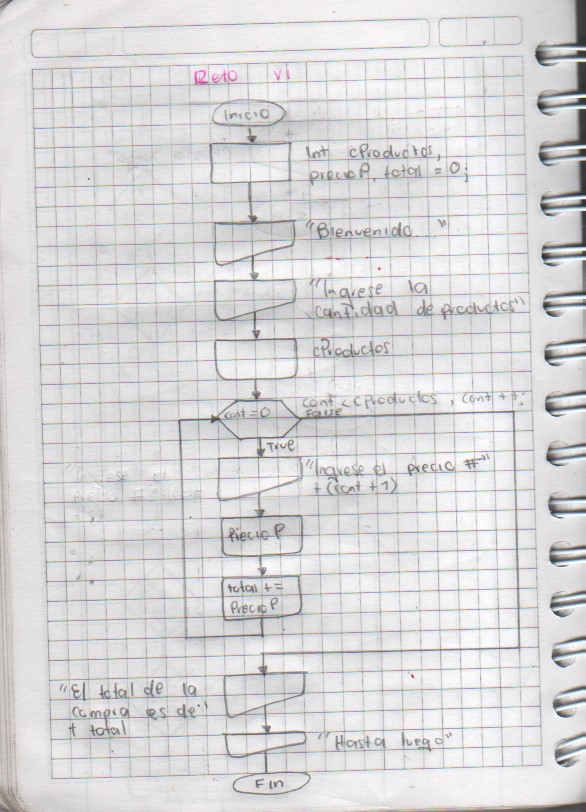 Reto V1
Inicio
Int cProductos,
precioP, total = 0;
"Bienvenido "
"Ingrese la
cantidad de productos"
cProductos
cont = 0
cont < cProductos, cont ++;
False
True
"Ingrese el precio #"
+ (cont + 1)
PrecioP
total +=
PrecioP
"El total de la
compra es de"
+ total
"Hasta luego"
Fin